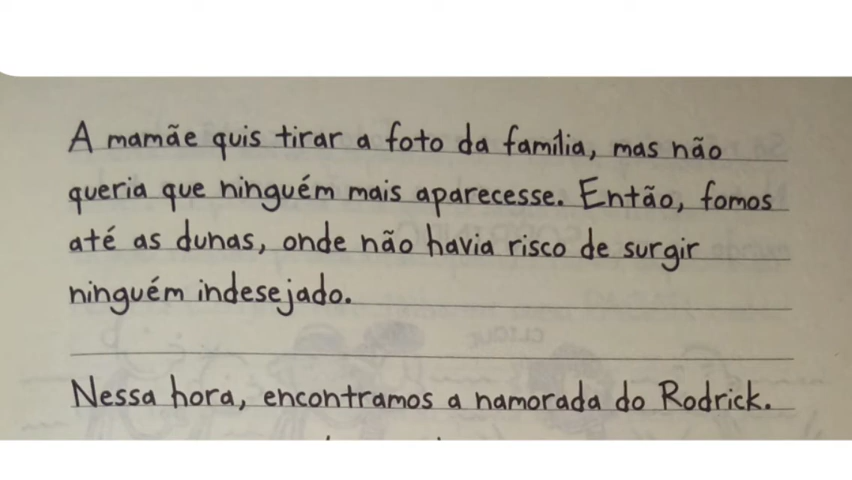 A mamãe quis tirar a foto da família, mas não
queria que ninguém mais aparecesse. Então, fomos
até as dunas, onde não havia risco de surgir
ninguém indesejado.
Nessa hora, encontramos a namorada do Rodrick.